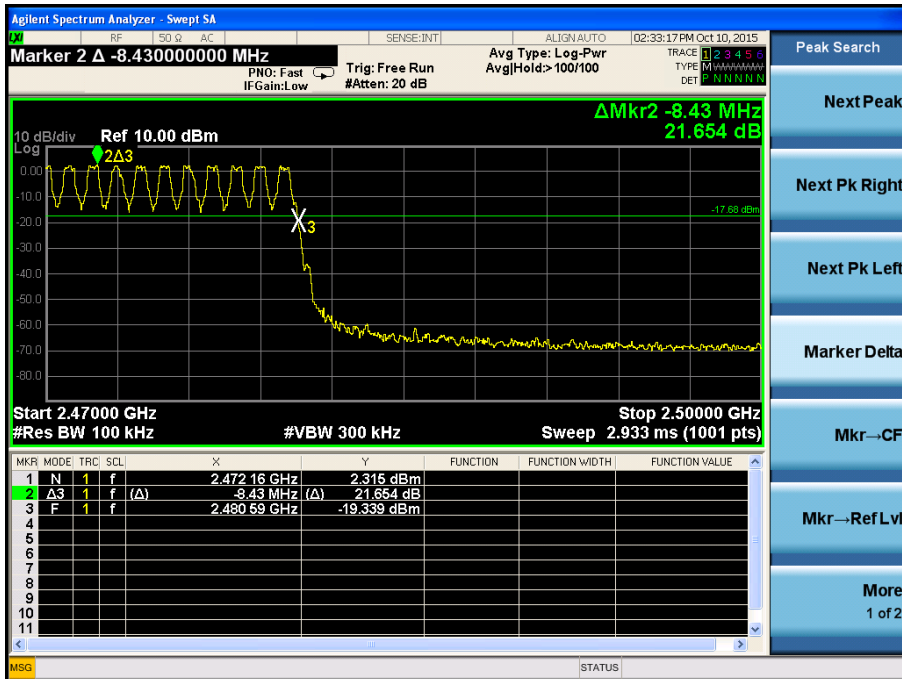 Agilent Spectrum Analyzer - Swept SA
LXI RF 50 Ω AC SENSE:INT ALIGN AUTO 02:33:17 PM Oct 10, 2015
Marker 2 Δ -8.430000000 MHz
PNO: Fast
IFGain:Low
Trig: Free Run
#Atten: 20 dB
Avg Type: Log-Pwr
Avg|Hold:>100/100
TRACE 1 2 3 4 5 6
TYPE M
DET P N N N N N
ΔMkr2 -8.43 MHz
21.654 dB
10 dB/div Ref 10.00 dBm
Log
2Δ3
0.00
-10.0
-17.68 dBm
-20.0
3
-30.0
-40.0
-50.0
-60.0
-70.0
-80.0
Start 2.47000 GHz Stop 2.50000 GHz
#Res BW 100 kHz #VBW 300 kHz Sweep 2.933 ms (1001 pts)
MKR MODE TRC SCL X Y FUNCTION FUNCTION WIDTH FUNCTION VALUE
1 N 1 f 2.472 16 GHz 2.315 dBm
2 Δ3 1 f (Δ) -8.43 MHz (Δ) 21.654 dB
3 F 1 f 2.480 59 GHz -19.339 dBm
4
5
6
7
8
9
10
11
MSG STATUS
Peak Search
Next Peak
Next Pk Right
Next Pk Left
Marker Delta
Mkr→CF
Mkr→Ref Lvl
More
1 of 2